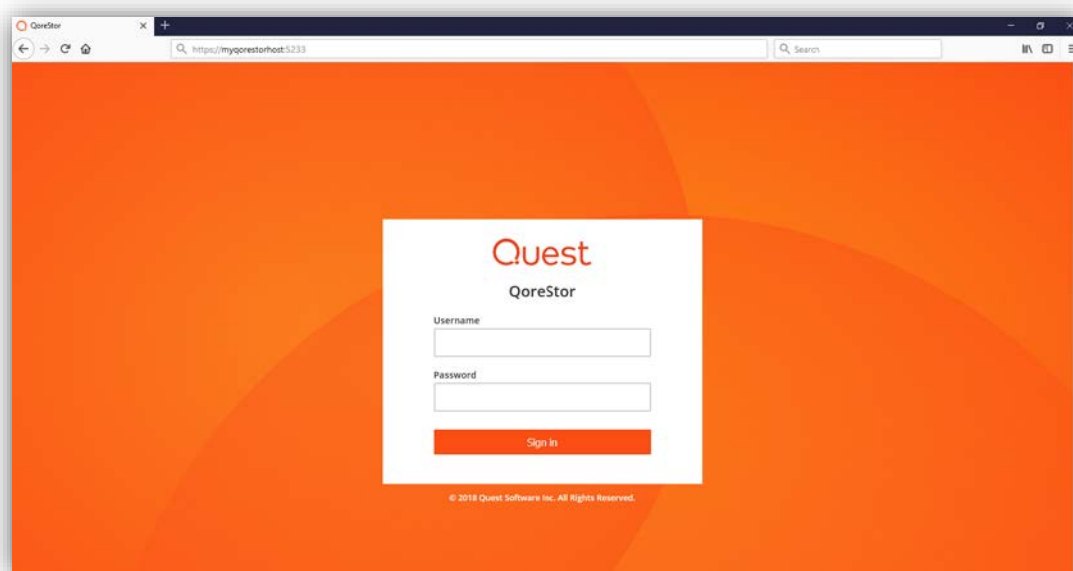 QoreStor
https://myqorestorhost:5233
Search
Quest
QoreStor
Username
Password
Sign in
© 2018 Quest Software Inc. All Rights Reserved.